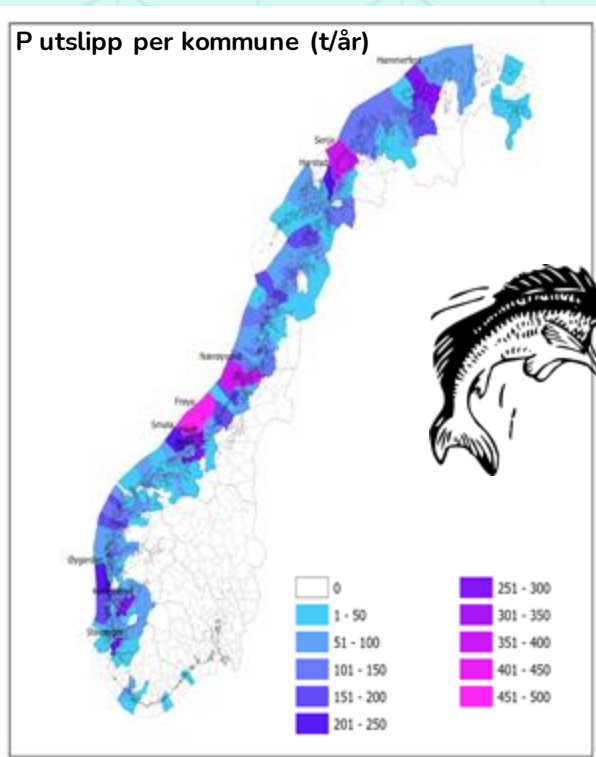 P utslipp per kommune (t/år)
Hammerfest
Senja
Harstad
Nærøysund
Frøya
Smøla
Øygarden
0
1 - 50
51 - 100
101 - 150
151 - 200
201 - 250
251 - 300
301 - 350
351 - 400
401 - 450
451 - 500